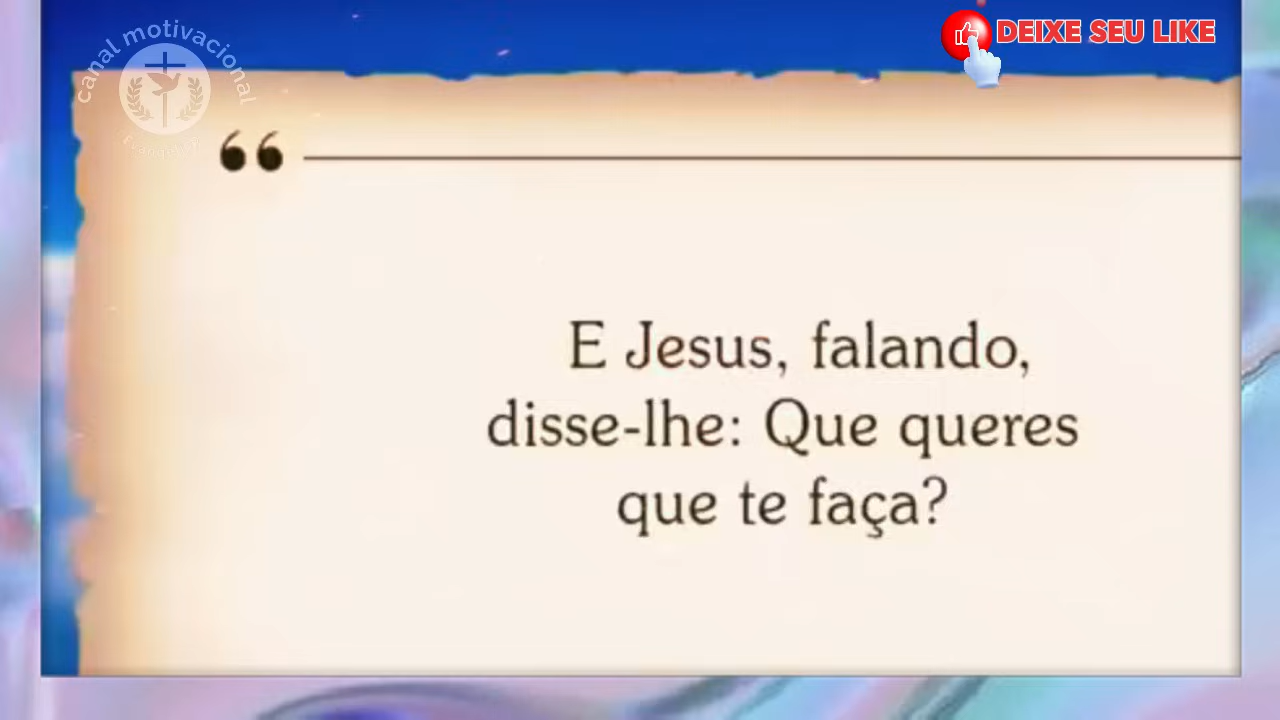 canal motivacional
DEIXE SEU LIKE
“
E Jesus, falando,
disse-lhe: Que queres
que te faça?